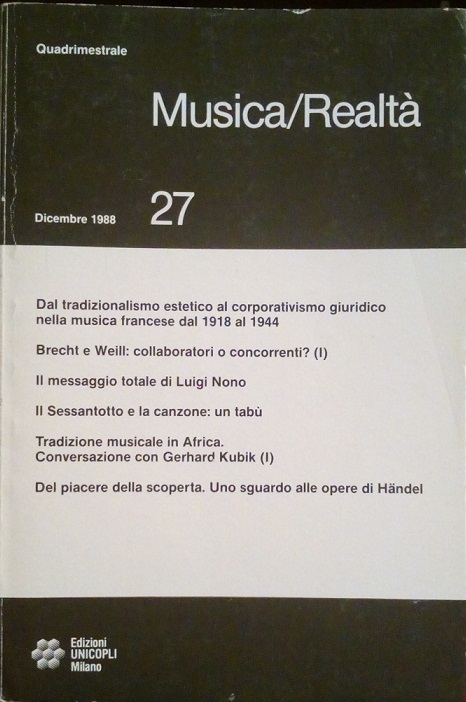 Quadrimestrale
Musica/Realtà
Dicembre 1988 27
Dal tradizionalismo estetico al corporativismo giuridico
nella musica francese dal 1918 al 1944
Brecht e Weill: collaboratori o concorrenti? (I)
Il messaggio totale di Luigi Nono
Il Sessantotto e la canzone: un tabù
Tradizione musicale in Africa.
Conversazione con Gerhard Kubik (I)
Del piacere della scoperta. Uno sguardo alle opere di Händel
Edizioni
UNICOPLI
Milano